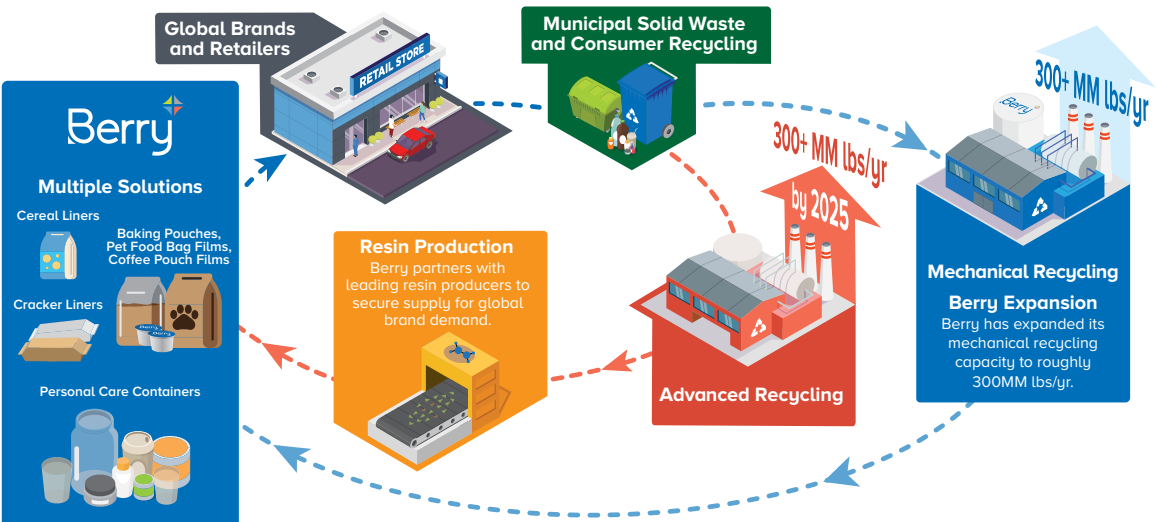 Berry
Multiple Solutions
Cereal Liners
Baking Pouches,
Pet Food Bag Films,
Coffee Pouch Films
Cracker Liners
Berry
Berry
Personal Care Containers
Global Brands
and Retailers
RETAIL STORE
Municipal Solid Waste
and Consumer Recycling
300+ MM lbs/yr
Berry
Mechanical Recycling
Berry Expansion
Berry has expanded its
mechanical recycling
capacity to roughly
300MM lbs/yr.
300+ MM lbs/yr
by 2025
Advanced Recycling
Resin Production
Berry partners with
leading resin producers to
secure supply for global
brand demand.